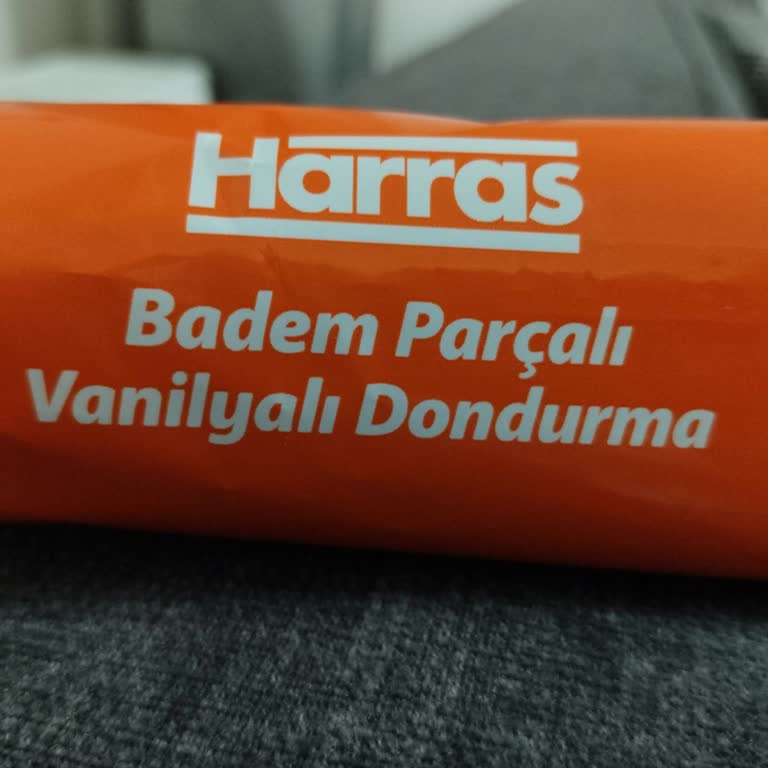 Harras
Badem Parçalı
Vanilyalı Dondurma